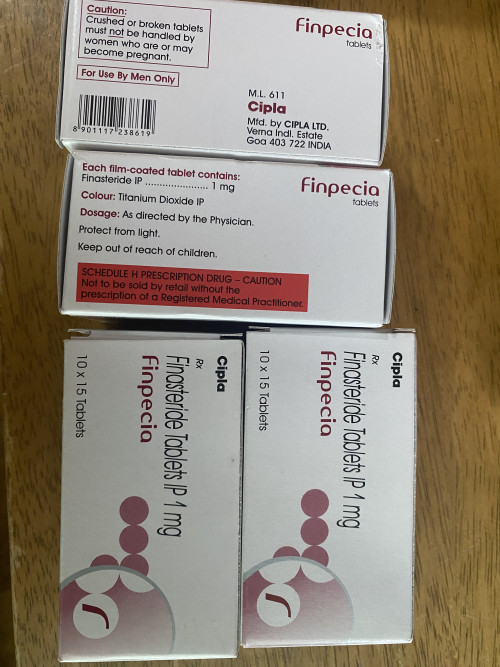 Caution:
Crushed or broken tablets
must not be handled by
women who are or may
become pregnant.
For Use By Men Only
8 901117 238619
Finpecia
tablets
M.L. 611
Cipla
Mfd. by CIPLA LTD.
Verna Indl. Estate
Goa 403 722 INDIA
Each film-coated tablet contains:
Finasteride IP ...................... 1 mg
Colour: Titanium Dioxide IP
Dosage: As directed by the Physician.
Protect from light.
Keep out of reach of children.
SCHEDULE H PRESCRIPTION DRUG – CAUTION
Not to be sold by retail without the
prescription of a Registered Medical Practitioner.
Finpecia
tablets
Cipla
Rx
Finasteride Tablets IP 1 mg
Finpecia
10 x 15 Tablets
Cipla
Rx
Finasteride Tablets IP 1 mg
Finpecia
10 x 15 Tablets